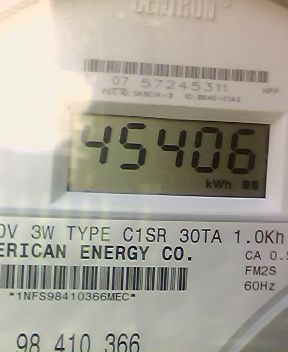 CENTRON®
07 57245311
45406
kWh
0V 3W TYPE C1SR 30TA 1.0Kh
ERICAN ENERGY CO.
CA 0.5
FM2S
60Hz
*1NFS98410366MEC*
98 410 366